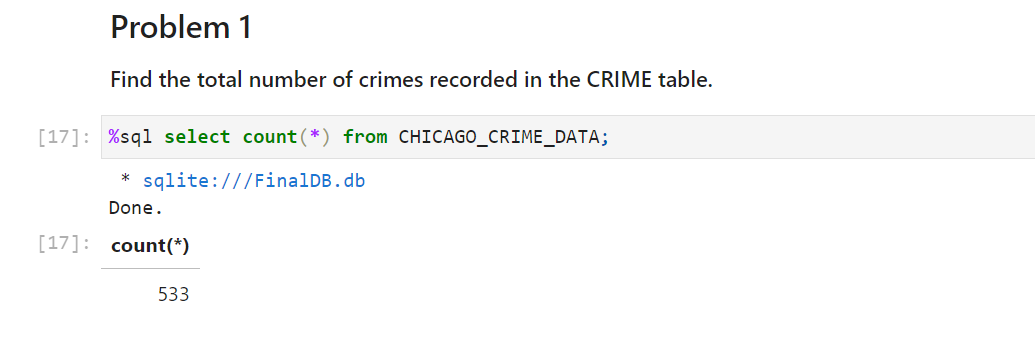 Problem 1
Find the total number of crimes recorded in the CRIME table.
[17]: %sql select count(*) from CHICAGO_CRIME_DATA;
* sqlite:///FinalDB.db
Done.
[17]: count(*)
533